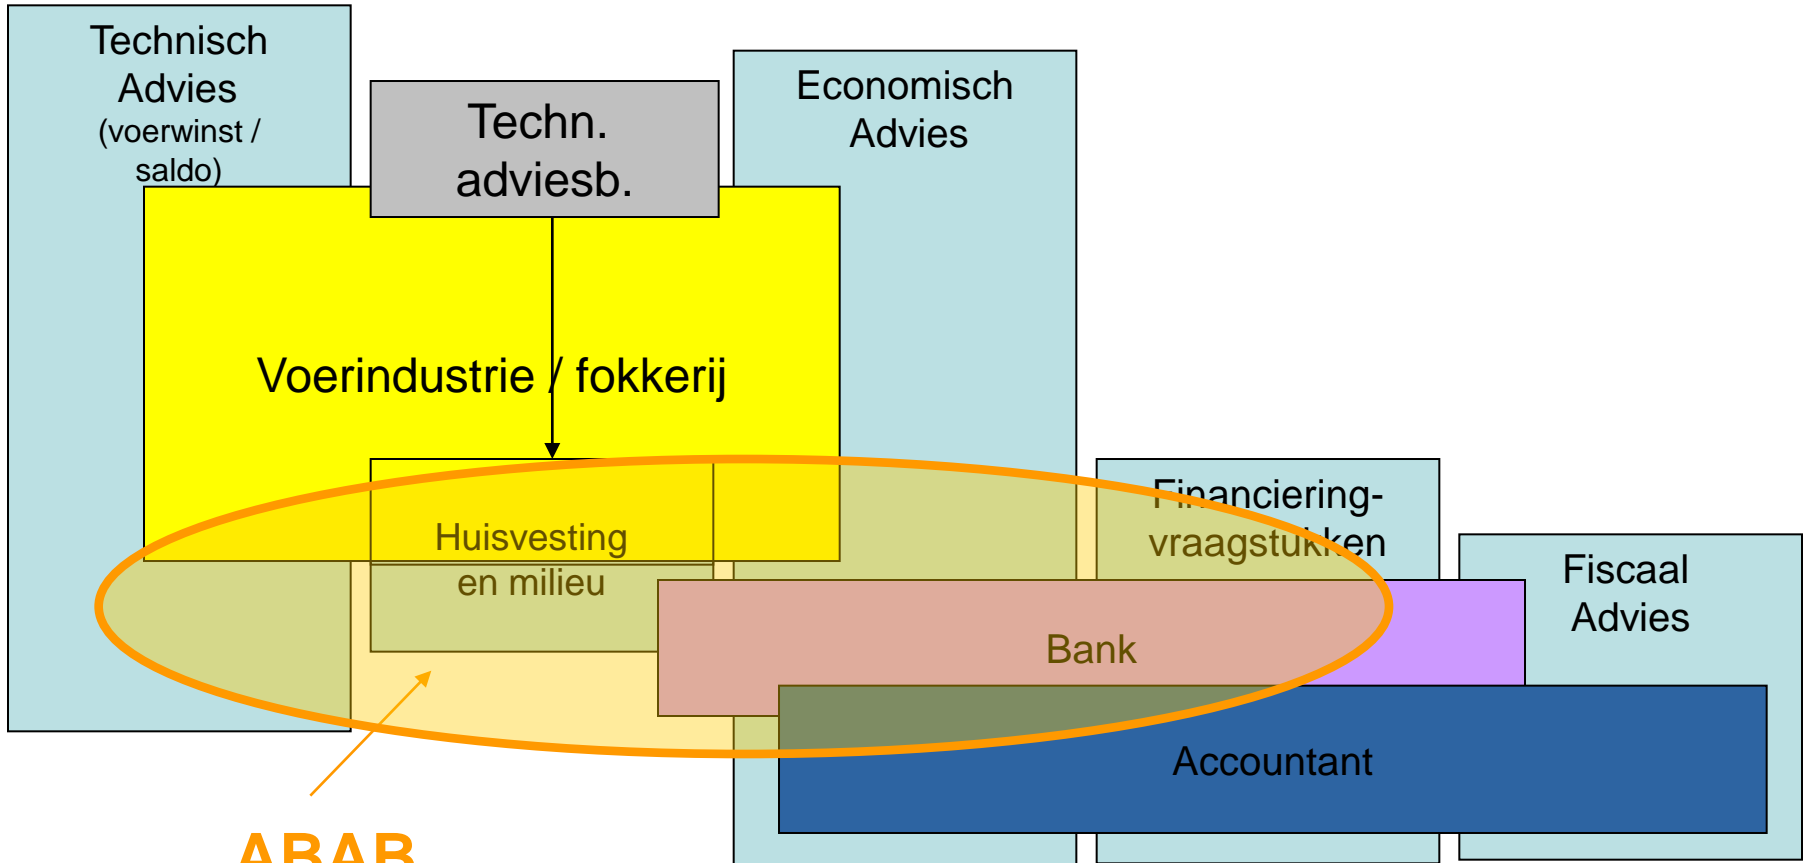 Technisch
Advies
(voerwinst /
saldo)
Techn.
adviesb.
Economisch
Advies
Voerindustrie / fokkerij
Huisvesting
en milieu
Financiering-
vraagstukken
Fiscaal
Advies
Bank
Accountant
ABAB